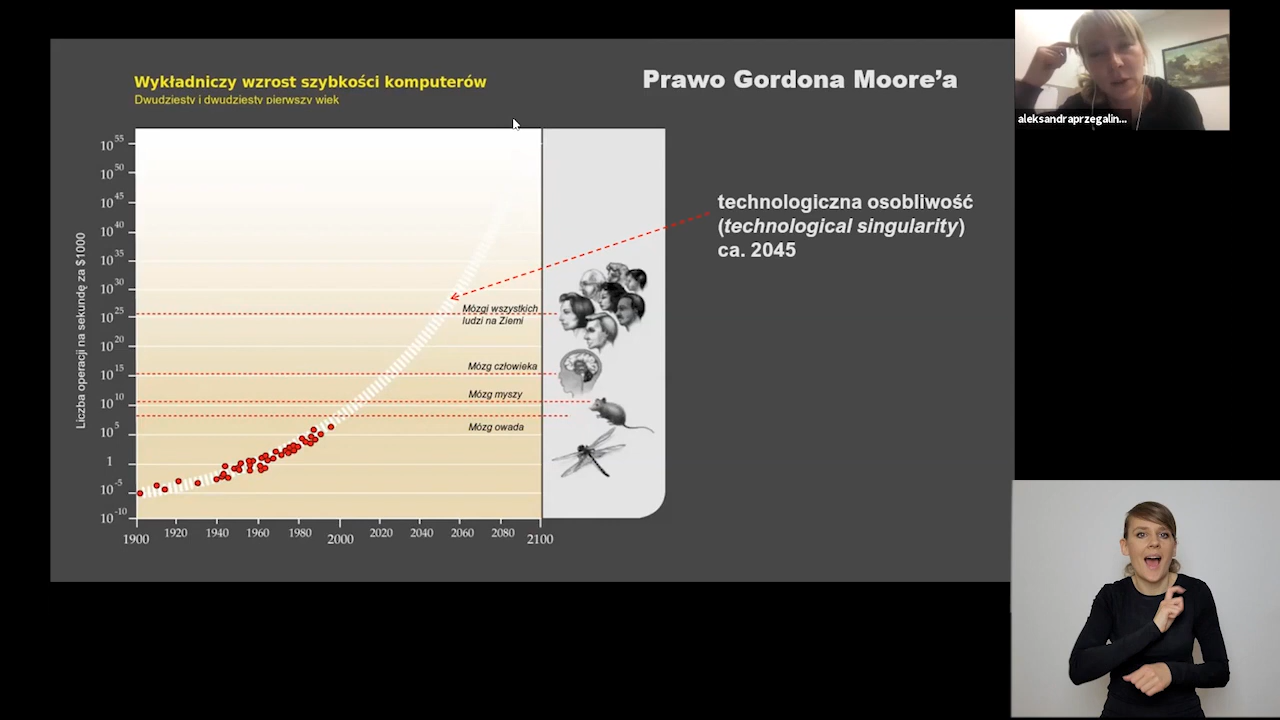 Wykładniczy wzrost szybkości komputerów
Dwudziesty i dwudziesty pierwszy wiek
Prawo Gordona Moore’a
aleksandraprzegalin...
technologiczna osobliwość
(technological singularity)
ca. 2045
Liczba operacji na sekundę za $1000
10^55
10^50
10^45
10^40
10^35
10^30
10^25
10^20
10^15
10^10
10^5
1
10^-5
10^-10
Mózgi wszystkich
ludzi na Ziemi
Mózg człowieka
Mózg myszy
Mózg owada
1900 1920 1940 1960 1980 2000 2020 2040 2060 2080 2100